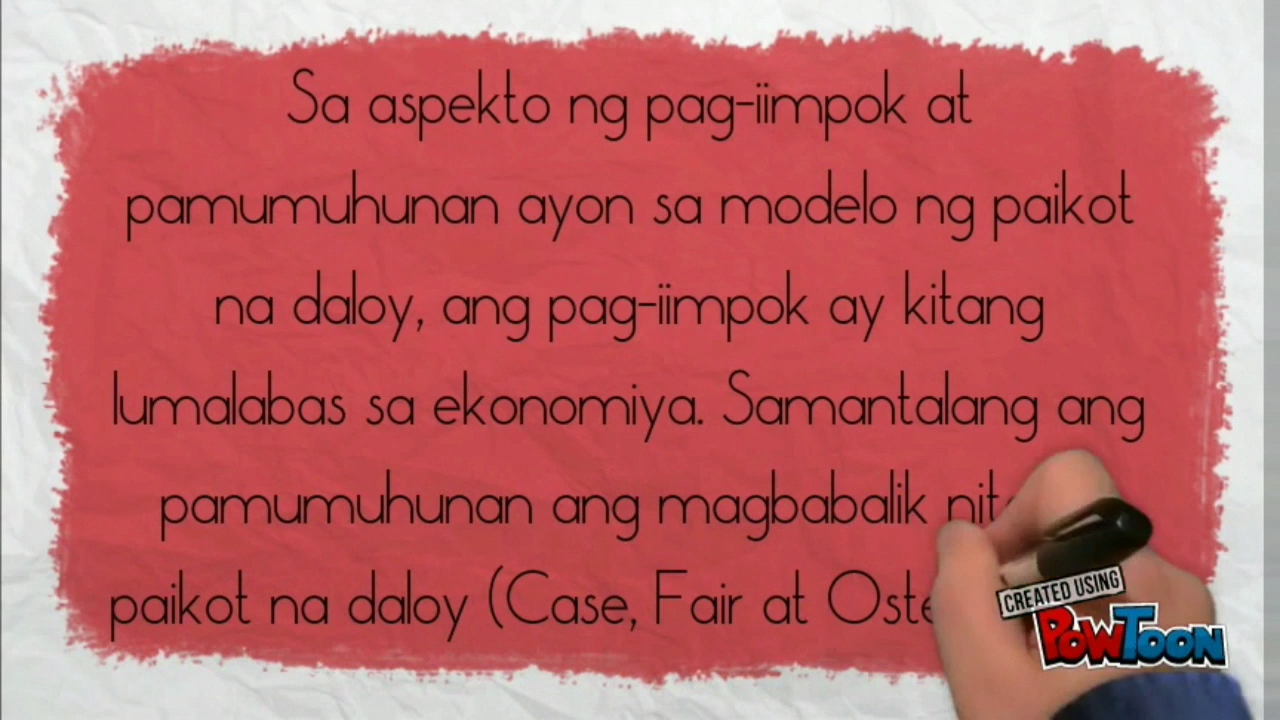 Sa aspekto ng pag-iimpok at
pamumuhunan ayon sa modelo ng paikot
na daloy, ang pag-iimpok ay kitang
lumalabas sa ekonomiya. Samantalang ang
pamumuhunan ang magbabalik
paikot na daloy (Case, Fair at
CREATED USING
POWTOON